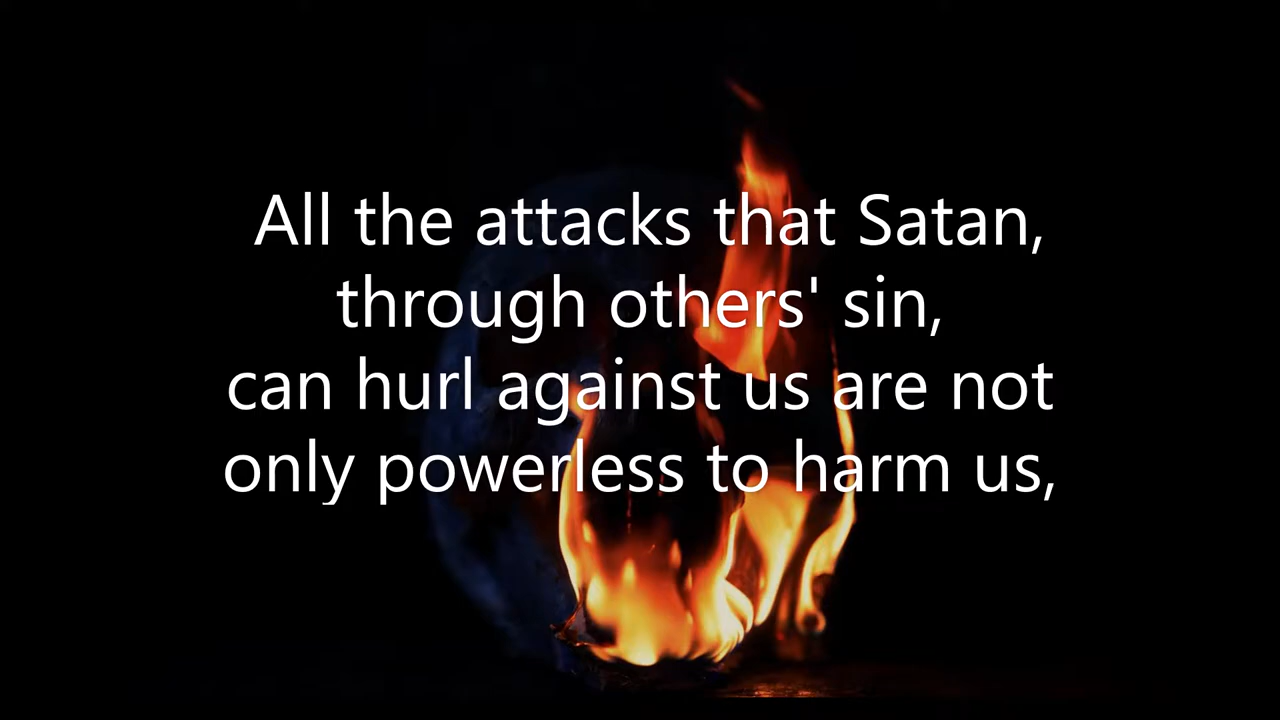 All the attacks that Satan,
through others' sin,
can hurl against us are not
only powerless to harm us,